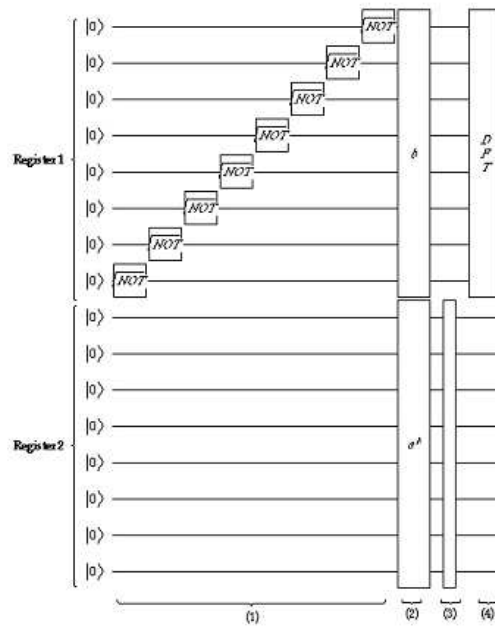 |0⟩ NOT
|0⟩ NOT
|0⟩ NOT
|0⟩ NOT
Register 1
b
D
F
T
|0⟩ NOT
|0⟩ NOT
|0⟩ NOT
|0⟩ NOT
|0⟩
|0⟩
|0⟩
|0⟩
Register 2
a^b
|0⟩
|0⟩
|0⟩
|0⟩
(1) (2) (3) (4)